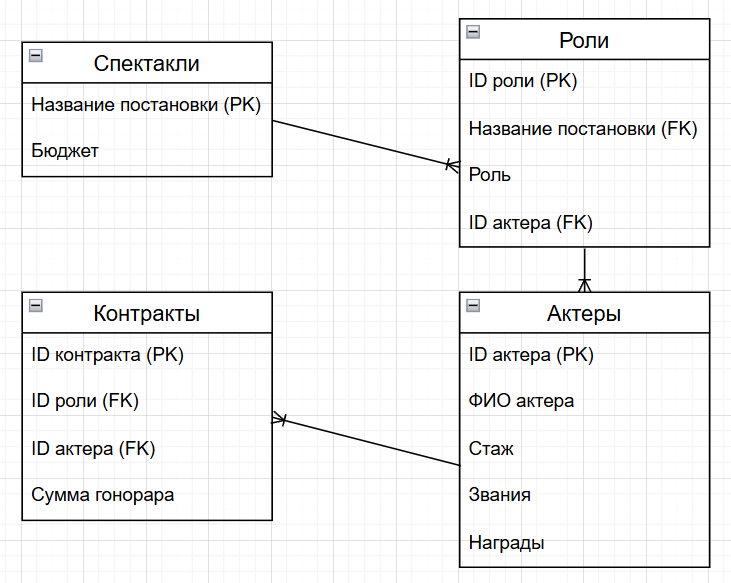 Спектакли
Название постановки (PK)
Бюджет
Роли
ID роли (PK)
Название постановки (FK)
Роль
ID актера (FK)
Контракты
ID контракта (PK)
ID роли (FK)
ID актера (FK)
Сумма гонорара
Актеры
ID актера (PK)
ФИО актера
Стаж
Звания
Награды